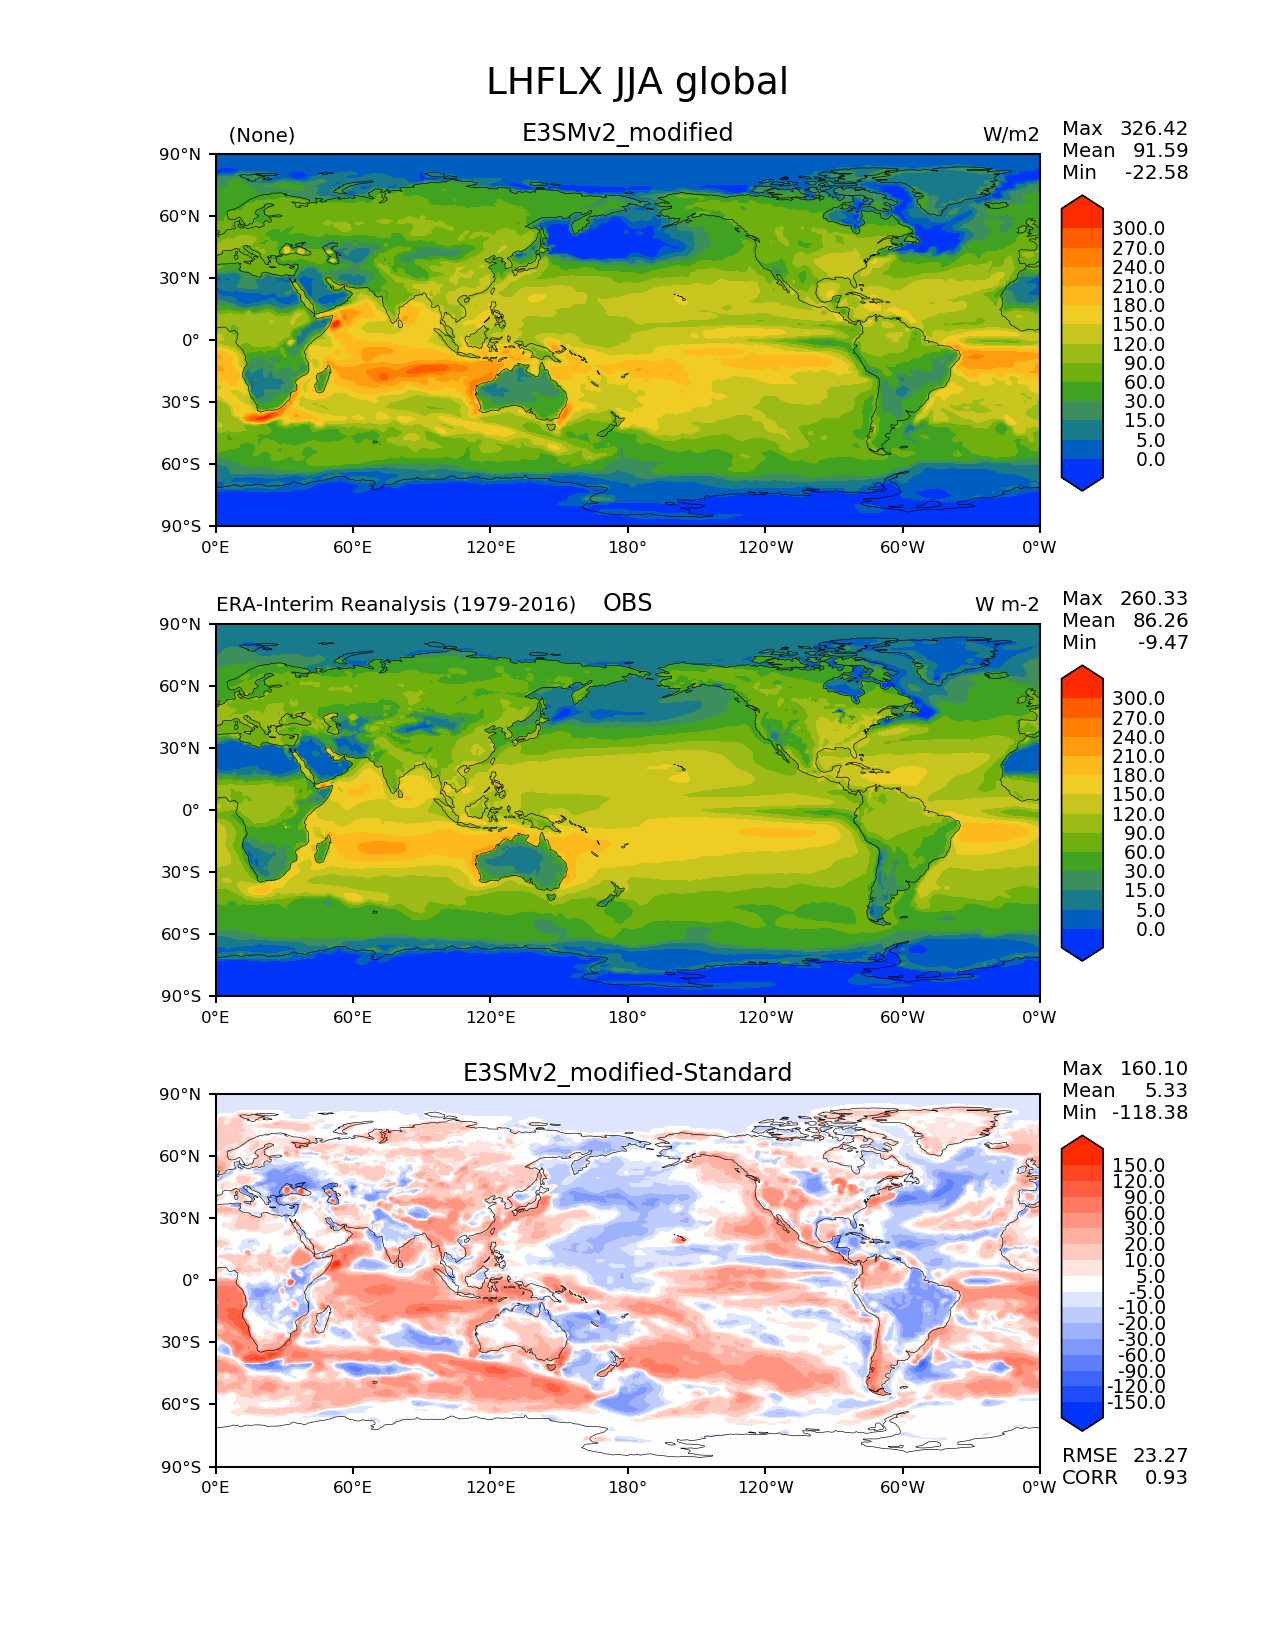 LHFLX JJA global
(None) E3SMv2_modified W/m2
Max 326.42
Mean 91.59
Min -22.58
90°N
60°N
30°N
0°
30°S
60°S
90°S
0°E 60°E 120°E 180° 120°W 60°W 0°W
300.0
270.0
240.0
210.0
180.0
150.0
120.0
90.0
60.0
30.0
15.0
5.0
0.0
ERA-Interim Reanalysis (1979-2016) OBS W m-2
Max 260.33
Mean 86.26
Min -9.47
90°N
60°N
30°N
0°
30°S
60°S
90°S
0°E 60°E 120°E 180° 120°W 60°W 0°W
300.0
270.0
240.0
210.0
180.0
150.0
120.0
90.0
60.0
30.0
15.0
5.0
0.0
E3SMv2_modified-Standard
Max 160.10
Mean 5.33
Min -118.38
90°N
60°N
30°N
0°
30°S
60°S
90°S
0°E 60°E 120°E 180° 120°W 60°W 0°W
150.0
120.0
90.0
60.0
30.0
20.0
10.0
5.0
-5.0
-10.0
-20.0
-30.0
-60.0
-90.0
-120.0
-150.0
RMSE 23.27
CORR 0.93